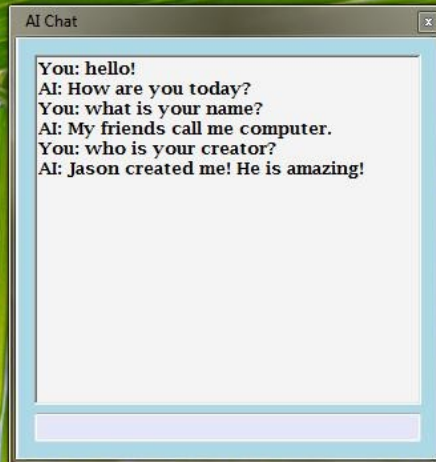 AI Chat
You: hello!
AI: How are you today?
You: what is your name?
AI: My friends call me computer.
You: who is your creator?
AI: Jason created me! He is amazing!